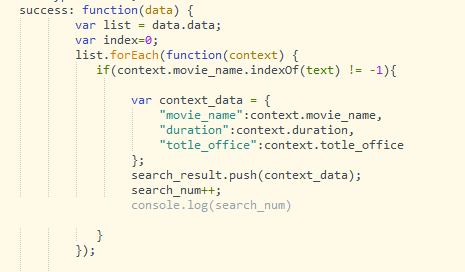 success: function(data) {
var list = data.data;
var index=0;
list.forEach(function(context) {
if(context.movie_name.indexOf(text) != -1){
var context_data = {
"movie_name":context.movie_name,
"duration":context.duration,
"totle_office":context.totle_office
};
search_result.push(context_data);
search_num++;
console.log(search_num)
}
});